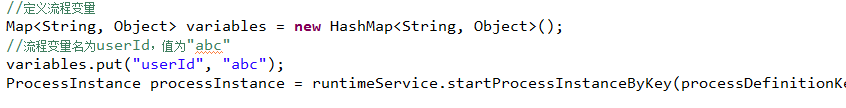 //定义流程变量
Map<String, Object> variables = new HashMap<String, Object>();
//流程变量名为userId，值为"abc"
variables.put("userId", "abc");
ProcessInstance processInstance = runtimeService.startProcessInstanceByKey(processDefinitionKe